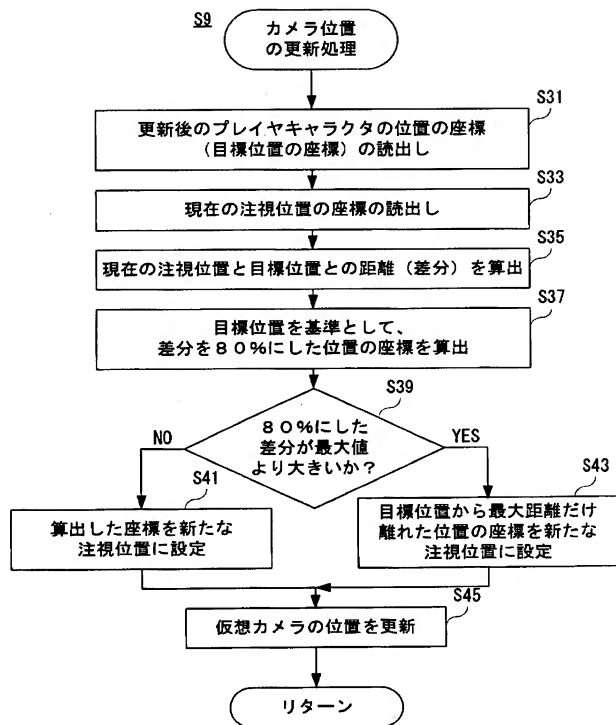 S9
カメラ位置
の更新処理
S31
更新後のプレイヤキャラクタの位置の座標
(目標位置の座標)の読出し
S33
現在の注視位置の座標の読出し
S35
現在の注視位置と目標位置との距離(差分)を算出
S37
目標位置を基準として、
差分を80%にした位置の座標を算出
S39
80%にした
差分が最大値
より大きいか?
NO
YES
S41
算出した座標を新たな
注視位置に設定
S43
目標位置から最大距離だけ
離れた位置の座標を新たな
注視位置に設定
S45
仮想カメラの位置を更新
リターン